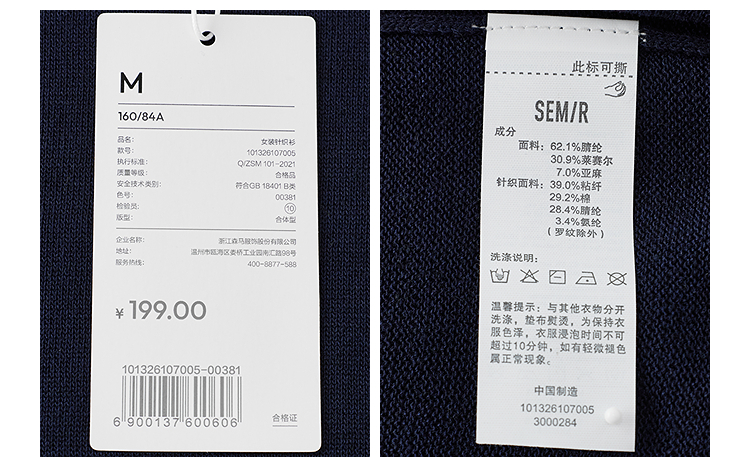 M
160/84A
品名: 女装针织衫
款号: 101326107005
执行标准: Q/ZSM 101-2021
质量等级: 合格品
安全技术类别: 符合GB 18401 B类
色号: 00381
检验员: 10
版型: 合体型
企业名称: 浙江森马服饰股份有限公司
地址: 温州市瓯海区娄桥工业园南汇路98号
服务热线: 400-8877-588
¥ 199.00
101326107005-00381
6 900137 600606
合格证
此标可撕
SEM/R
成分
面料: 62.1%腈纶
30.9%莱赛尔
7.0%亚麻
针织面料: 39.0%粘纤
29.2%棉
28.4%腈纶
3.4%氨纶
(罗纹除外)
洗涤说明:
温馨提示: 与其他衣物分开
洗涤, 垫布熨烫, 为保持衣
服色泽, 衣服浸泡时间不可
超过10分钟, 如有轻微褪色
属正常现象。
中国制造
101326107005
3000284